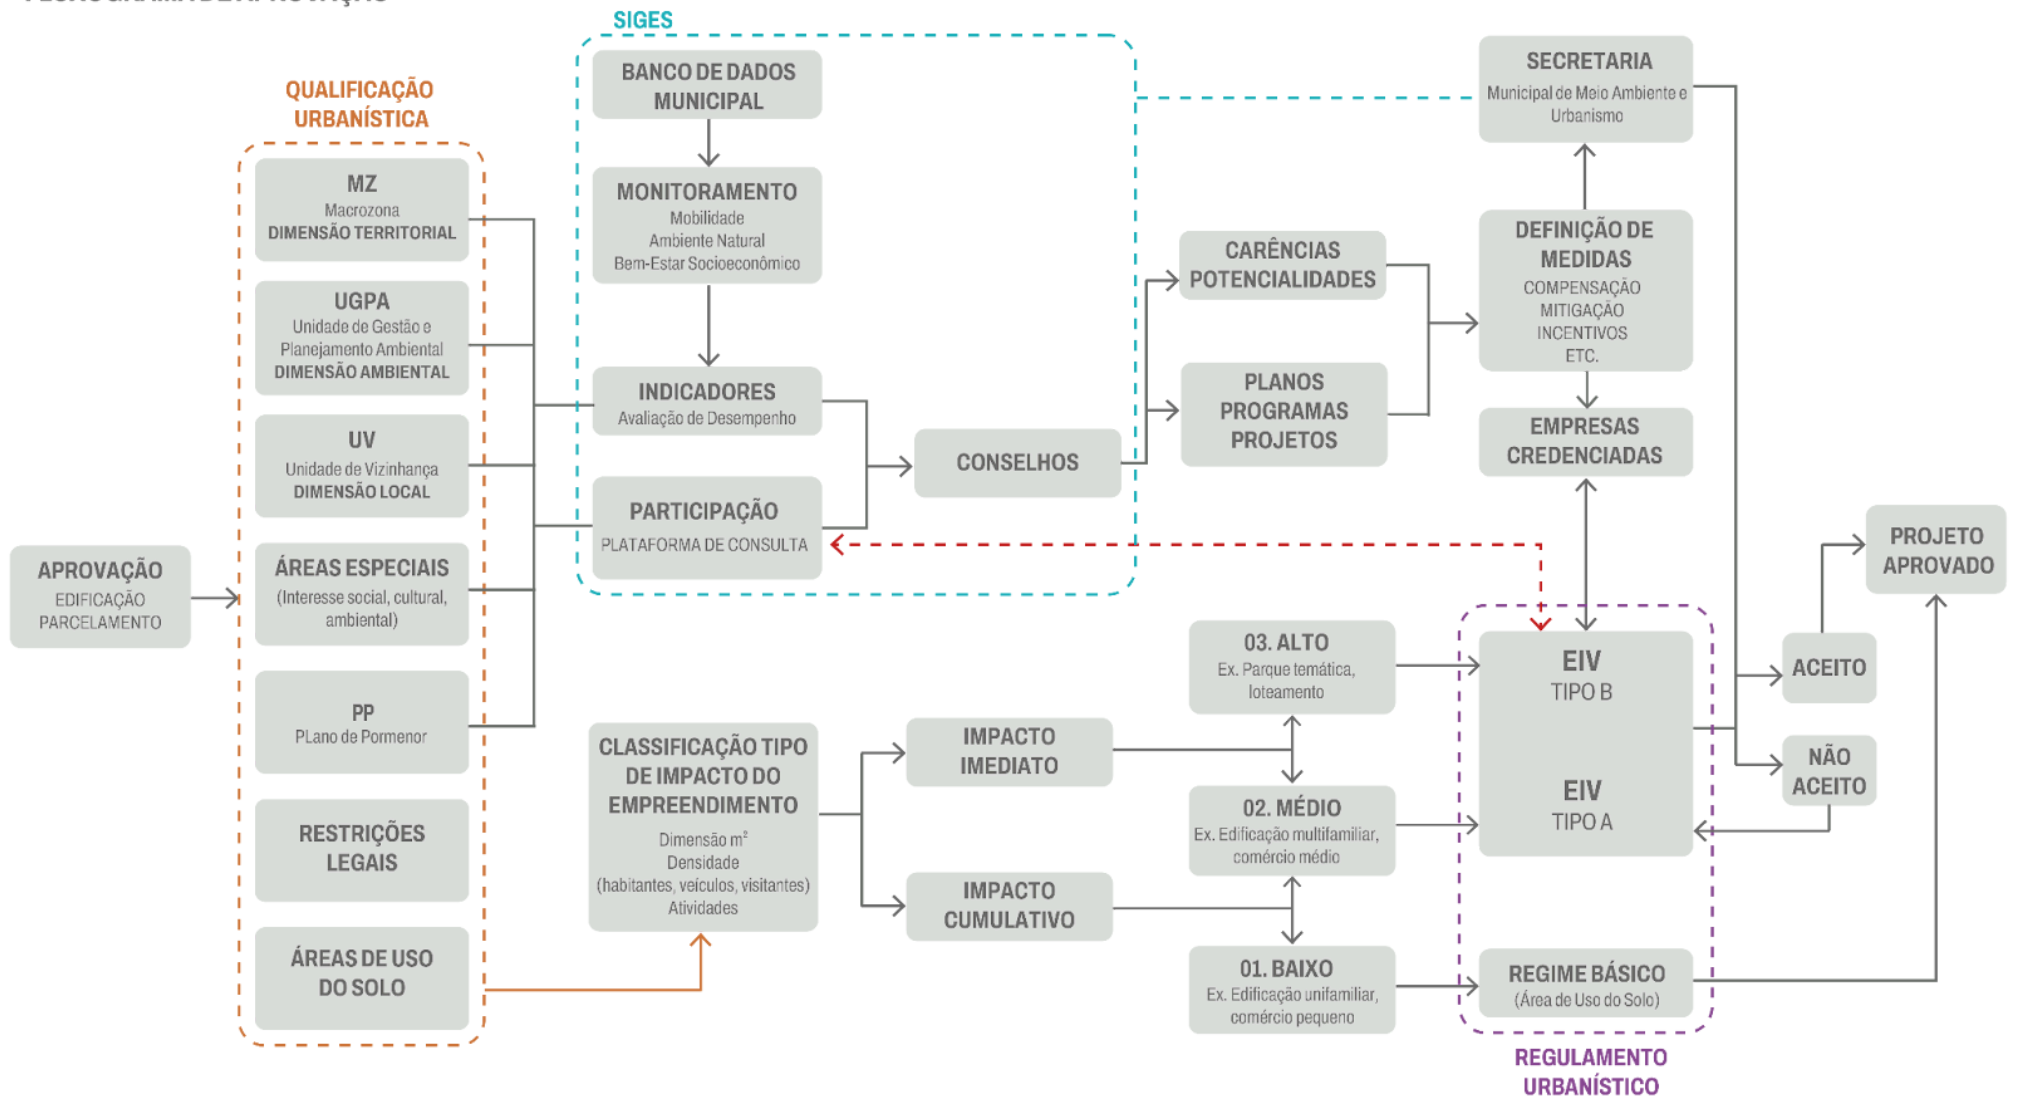 SIGES
QUALIFICAÇÃO
URBANÍSTICA
MZ
Macrozona
DIMENSÃO TERRITORIAL
UGPA
Unidade de Gestão e
Planejamento Ambiental
DIMENSÃO AMBIENTAL
UV
Unidade de Vizinhança
DIMENSÃO LOCAL
APROVAÇÃO
EDIFICAÇÃO
PARCELAMENTO
ÁREAS ESPECIAIS
(Interesse social, cultural,
ambiental)
PP
PLano de Pormenor
RESTRIÇÕES
LEGAIS
ÁREAS DE USO
DO SOLO
BANCO DE DADOS
MUNICIPAL
MONITORAMENTO
Mobilidade
Ambiente Natural
Bem-Estar Socioeconômico
INDICADORES
Avaliação de Desempenho
PARTICIPAÇÃO
PLATAFORMA DE CONSULTA
CONSELHOS
CARÊNCIAS
POTENCIALIDADES
PLANOS
PROGRAMAS
PROJETOS
SECRETARIA
Municipal de Meio Ambiente e
Urbanismo
DEFINIÇÃO DE
MEDIDAS
COMPENSAÇÃO
MITIGAÇÃO
INCENTIVOS
ETC.
EMPRESAS
CREDENCIADAS
CLASSIFICAÇÃO TIPO
DE IMPACTO DO
EMPREENDIMENTO
Dimensão m²
Densidade
(habitantes, veículos, visitantes)
Atividades
IMPACTO
IMEDIATO
IMPACTO
CUMULATIVO
03. ALTO
Ex. Parque temática,
loteamento
02. MÉDIO
Ex. Edificação multifamiliar,
comércio médio
01. BAIXO
Ex. Edificação unifamiliar,
comércio pequeno
EIV
TIPO B
EIV
TIPO A
REGIME BÁSICO
(Área de Uso do Solo)
REGULAMENTO
URBANÍSTICO
PROJETO
APROVADO
ACEITO
NÃO
ACEITO